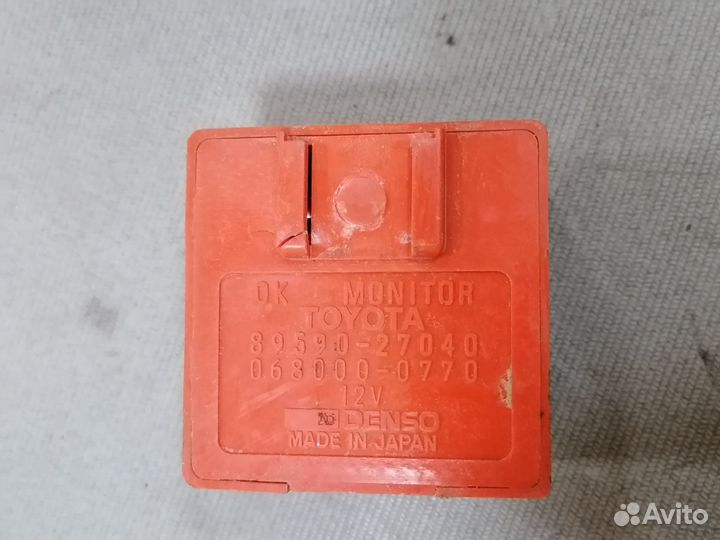 OK MONITOR
TOYOTA
89590-27040
068000-0770
12V
DENSO
MADE IN JAPAN
Avito